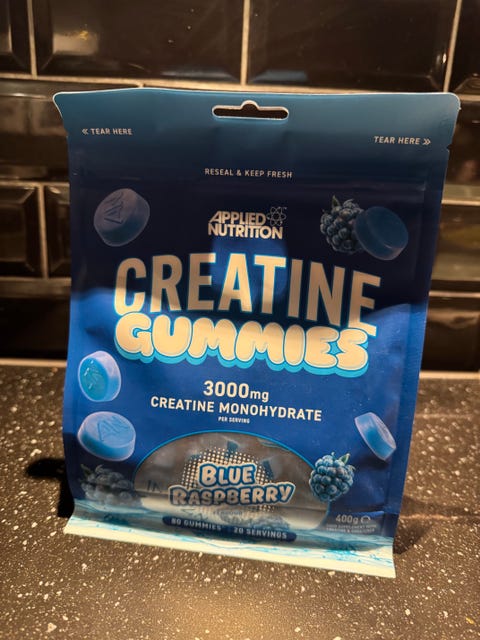 « TEAR HERE
TEAR HERE »
RESEAL & KEEP FRESH
APPLIED
NUTRITION
CREATINE
GUMMIES
3000mg
CREATINE MONOHYDRATE
PER SERVING
BLUE
RASPBERRY
80 GUMMIES 20 SERVINGS
400g ℮